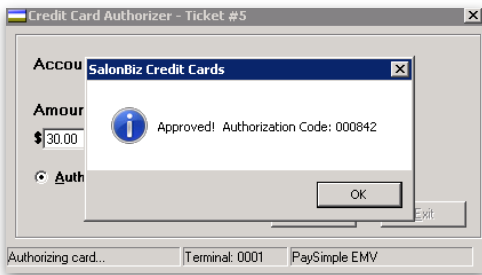 Credit Card Authorizer - Ticket #5
Accou
SalonBiz Credit Cards
Amour
Approved! Authorization Code: 000842
$ 30.00
Auth
OK
Exit
Authorizing card... Terminal: 0001 PaySimple EMV